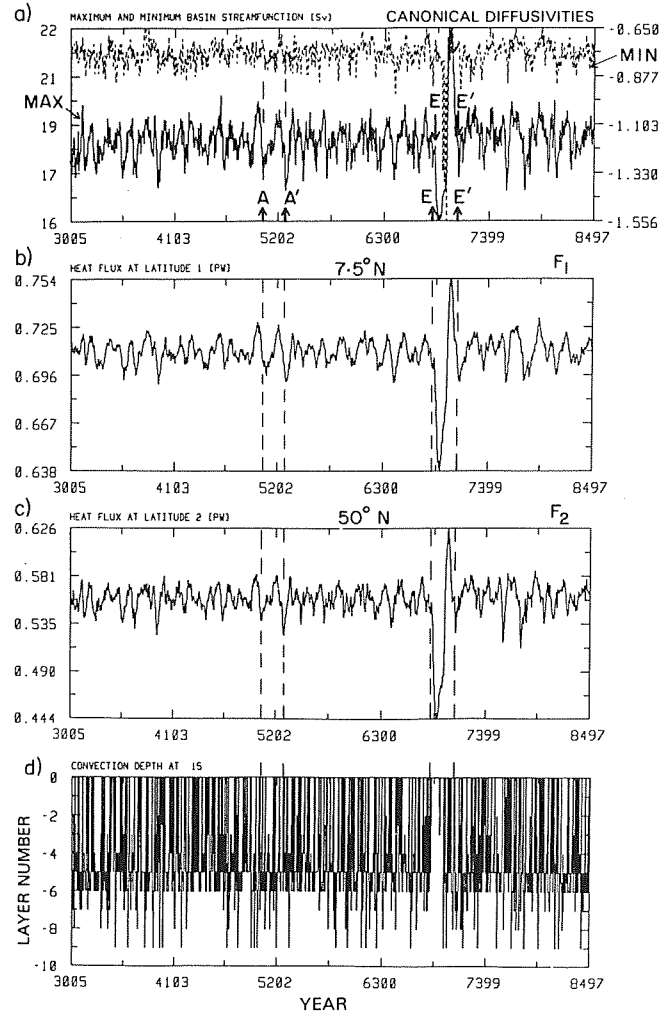 a) MAXIMUM AND MINIMUM BASIN STREAMFUNCTION [Sv] CANONICAL DIFFUSIVITIES
22 -0.650
MIN
21 -0.877
MAX E E'
19 -1.103
17 -1.330
A A' E E'
16 -1.556
3005 4103 5202 6300 7399 8497
b) HEAT FLUX AT LATITUDE 1 [PW] 7.5° N F1
0.754
0.725
0.696
0.667
0.638
3005 4103 5202 6300 7399 8497
c) HEAT FLUX AT LATITUDE 2 [PW] 50° N F2
0.626
0.581
0.535
0.490
0.444
3005 4103 5202 6300 7399 8497
d) CONVECTION DEPTH AT 15
LAYER NUMBER
0
-2
-4
-6
-8
-10
3005 4103 5202 6300 7399 8497
YEAR